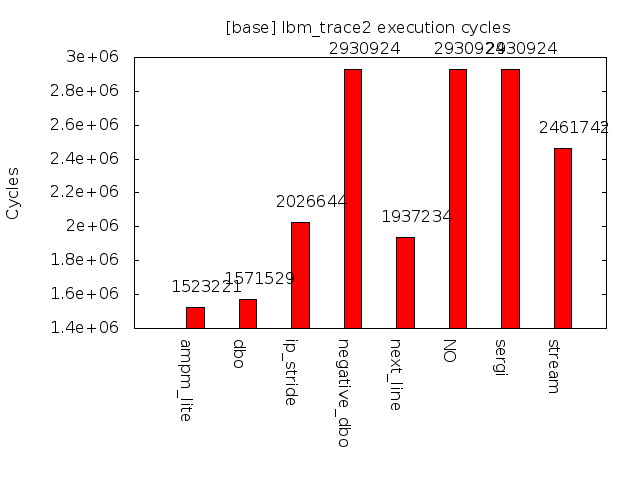 [base] lbm_trace2 execution cycles
Cycles
3e+06
2.8e+06
2.6e+06
2.4e+06
2.2e+06
2e+06
1.8e+06
1.6e+06
1.4e+06
1523221
1571529
2026644
2930924
1937234
2930924
2930924
2461742
ampm_lite
dbo
ip_stride
negative_dbo
next_line
NO
sergi
stream